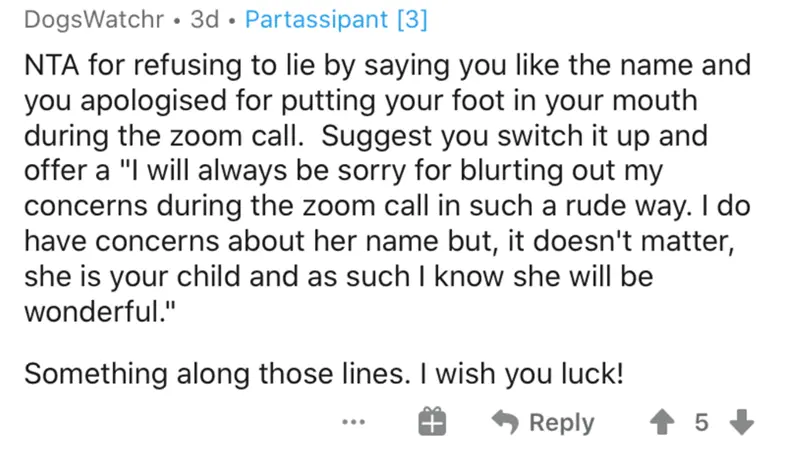 DogsWatchr • 3d • Partassipant [3]
NTA for refusing to lie by saying you like the name and
you apologised for putting your foot in your mouth
during the zoom call.  Suggest you switch it up and
offer a "I will always be sorry for blurting out my
concerns during the zoom call in such a rude way. I do
have concerns about her name but, it doesn't matter,
she is your child and as such I know she will be
wonderful."
Something along those lines. I wish you luck!
... Reply 5